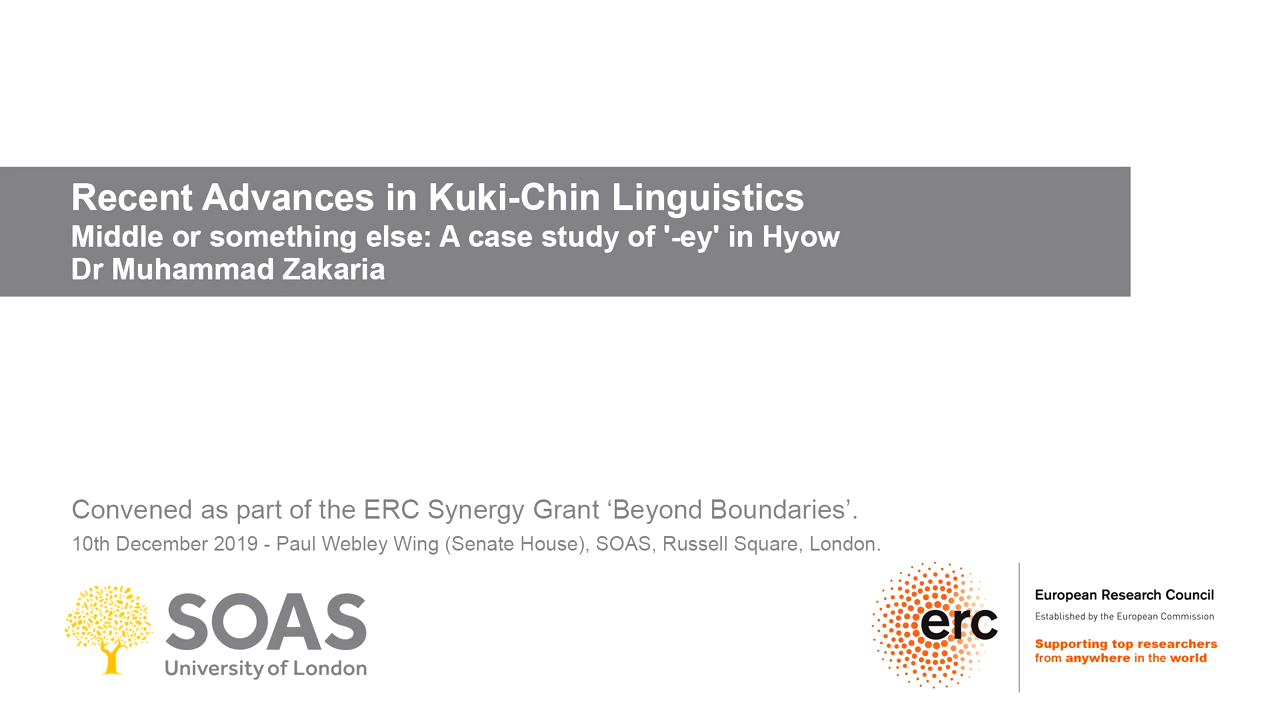 Recent Advances in Kuki-Chin Linguistics
Middle or something else: A case study of '-ey' in Hyow
Dr Muhammad Zakaria
Convened as part of the ERC Synergy Grant ‘Beyond Boundaries’.
10th December 2019 - Paul Webley Wing (Senate House), SOAS, Russell Square, London.
SOAS
University of London
erc
European Research Council
Established by the European Commission
Supporting top researchers
from anywhere in the world